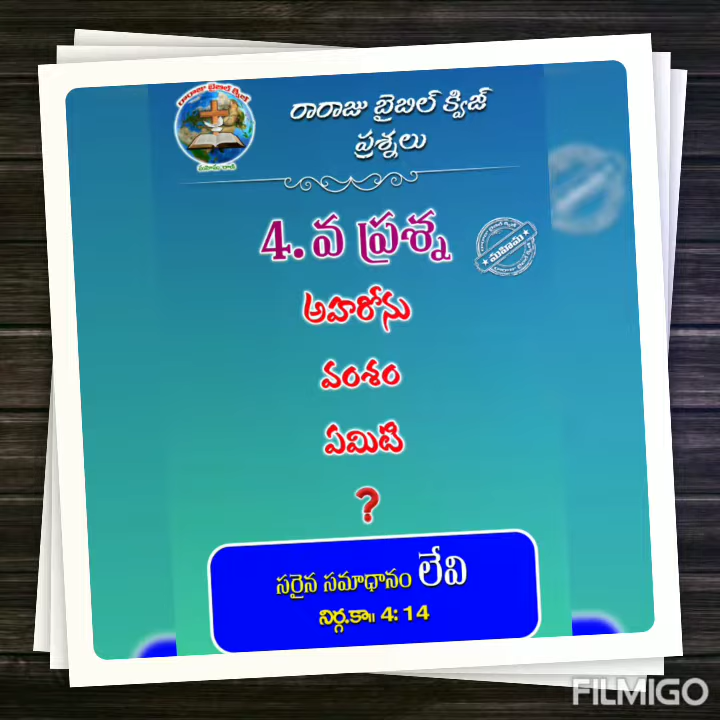 రారాజు బైబిల్ క్విజ్
రారాజు బైబిల్ క్విజ్
ప్రశ్నలు
4. వ ప్రశ్న
అహరోను
వంశం
ఏమిటి
?
సరైన సమాధానం లేవి
నిర్గ.కా॥ 4: 14
FILMIGO